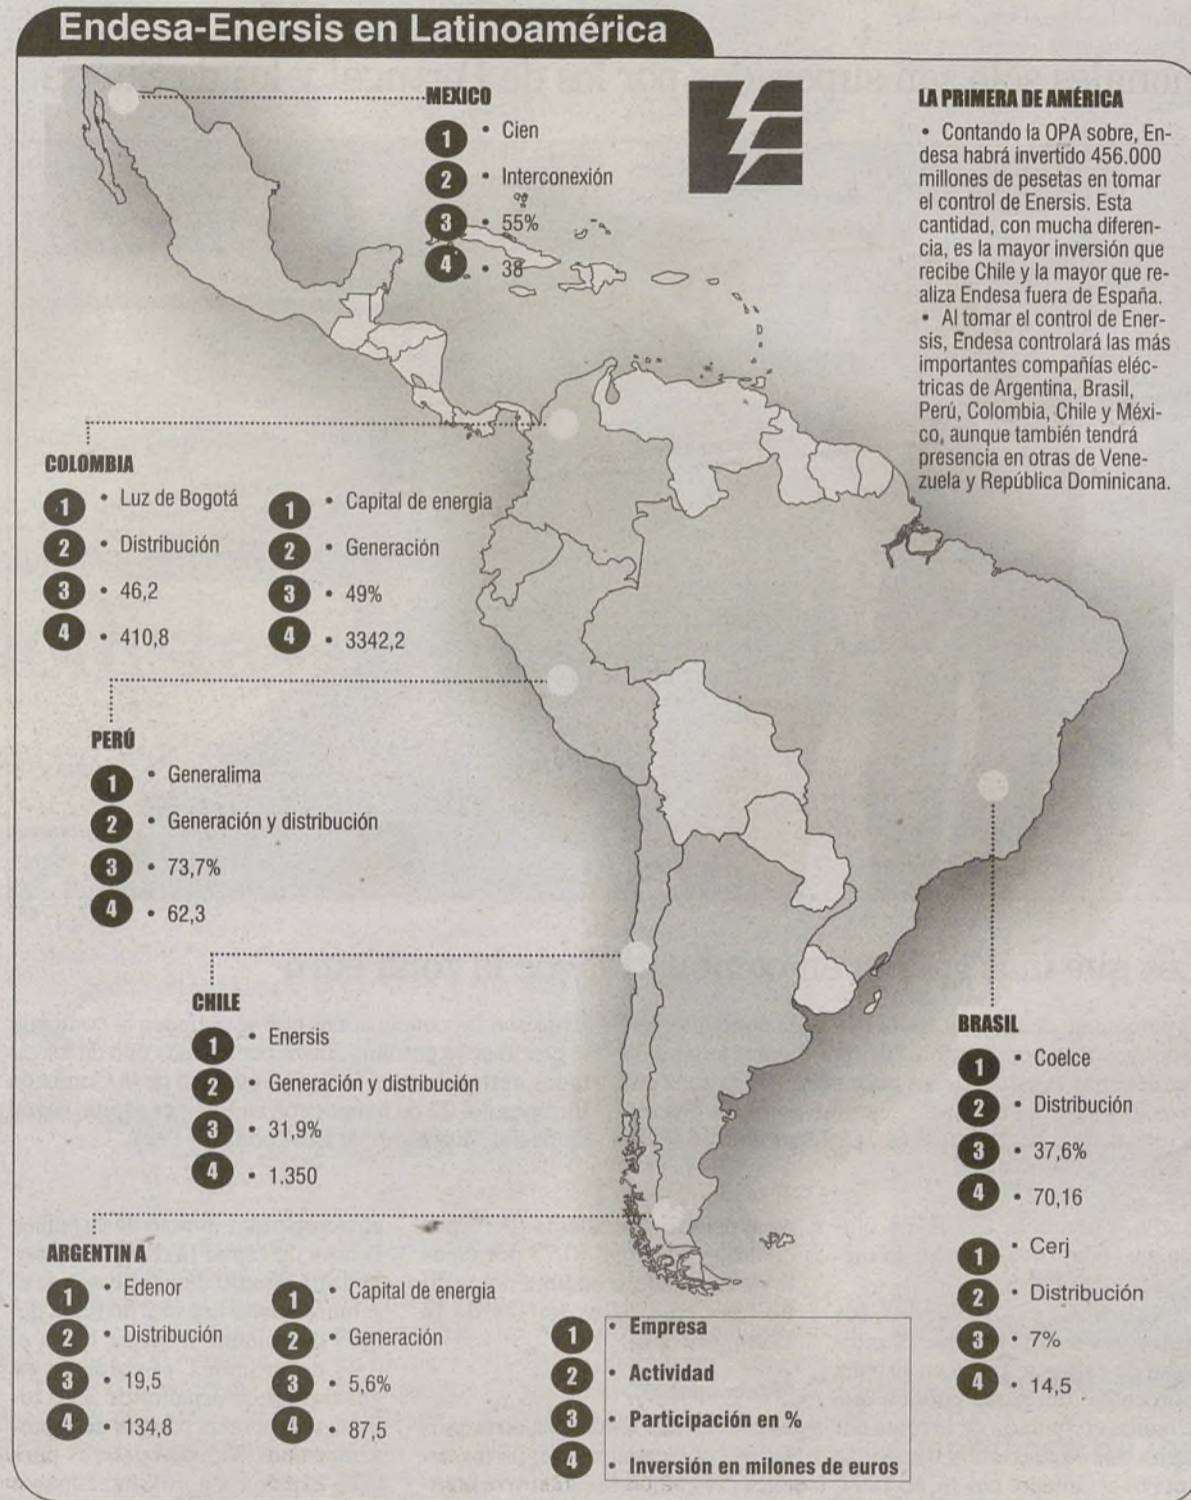 Endesa-Enersis en Latinoamérica
MEXICO
1 • Cien
2 • Interconexión
3 • 55%
4 • 38
LA PRIMERA DE AMÉRICA
• Contando la OPA sobre, En-
desa habrá invertido 456.000
millones de pesetas en tomar
el control de Enersis. Esta
cantidad, con mucha diferen-
cia, es la mayor inversión que
recibe Chile y la mayor que re-
aliza Endesa fuera de España.
• Al tomar el control de Ener-
sis, Endesa controlará las más
importantes compañías eléc-
tricas de Argentina, Brasil,
Perú, Colombia, Chile y Méxi-
co, aunque también tendrá
presencia en otras de Vene-
zuela y República Dominicana.
COLOMBIA
1 • Luz de Bogotá
2 • Distribución
3 • 46,2
4 • 410,8
1 • Capital de energia
2 • Generación
3 • 49%
4 • 3342,2
PERÚ
1 • Generalima
2 • Generación y distribución
3 • 73,7%
4 • 62,3
CHILE
1 • Enersis
2 • Generación y distribución
3 • 31,9%
4 • 1.350
BRASIL
1 • Coelce
2 • Distribución
3 • 37,6%
4 • 70,16
1 • Cerj
2 • Distribución
3 • 7%
4 • 14,5
ARGENTINA
1 • Edenor
2 • Distribución
3 • 19,5
4 • 134,8
1 • Capital de energia
2 • Generación
3 • 5,6%
4 • 87,5
1 • Empresa
2 • Actividad
3 • Participación en %
4 • Inversión en milones de euros